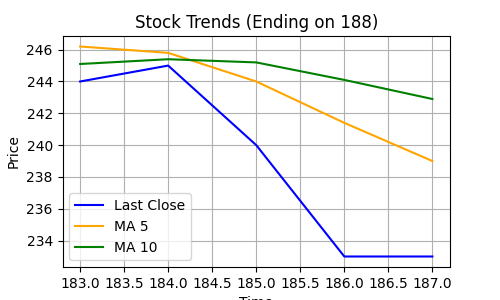 Stock Trends (Ending on 188)
246
244
242
240
238
236
234
Price
Last Close
MA 5
MA 10
183.0 183.5 184.0 184.5 185.0 185.5 186.0 186.5 187.0
Time